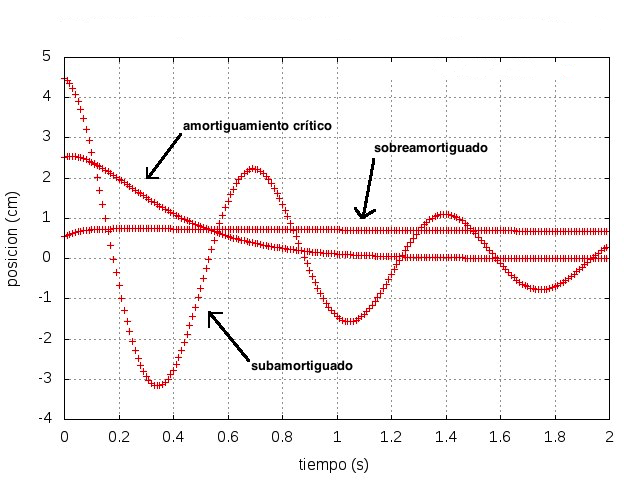 5
4
3
2
1
0
-1
-2
-3
-4
posicion (cm)
amortiguamiento crítico
sobreamortiguado
subamortiguado
0 0.2 0.4 0.6 0.8 1 1.2 1.4 1.6 1.8 2
tiempo (s)